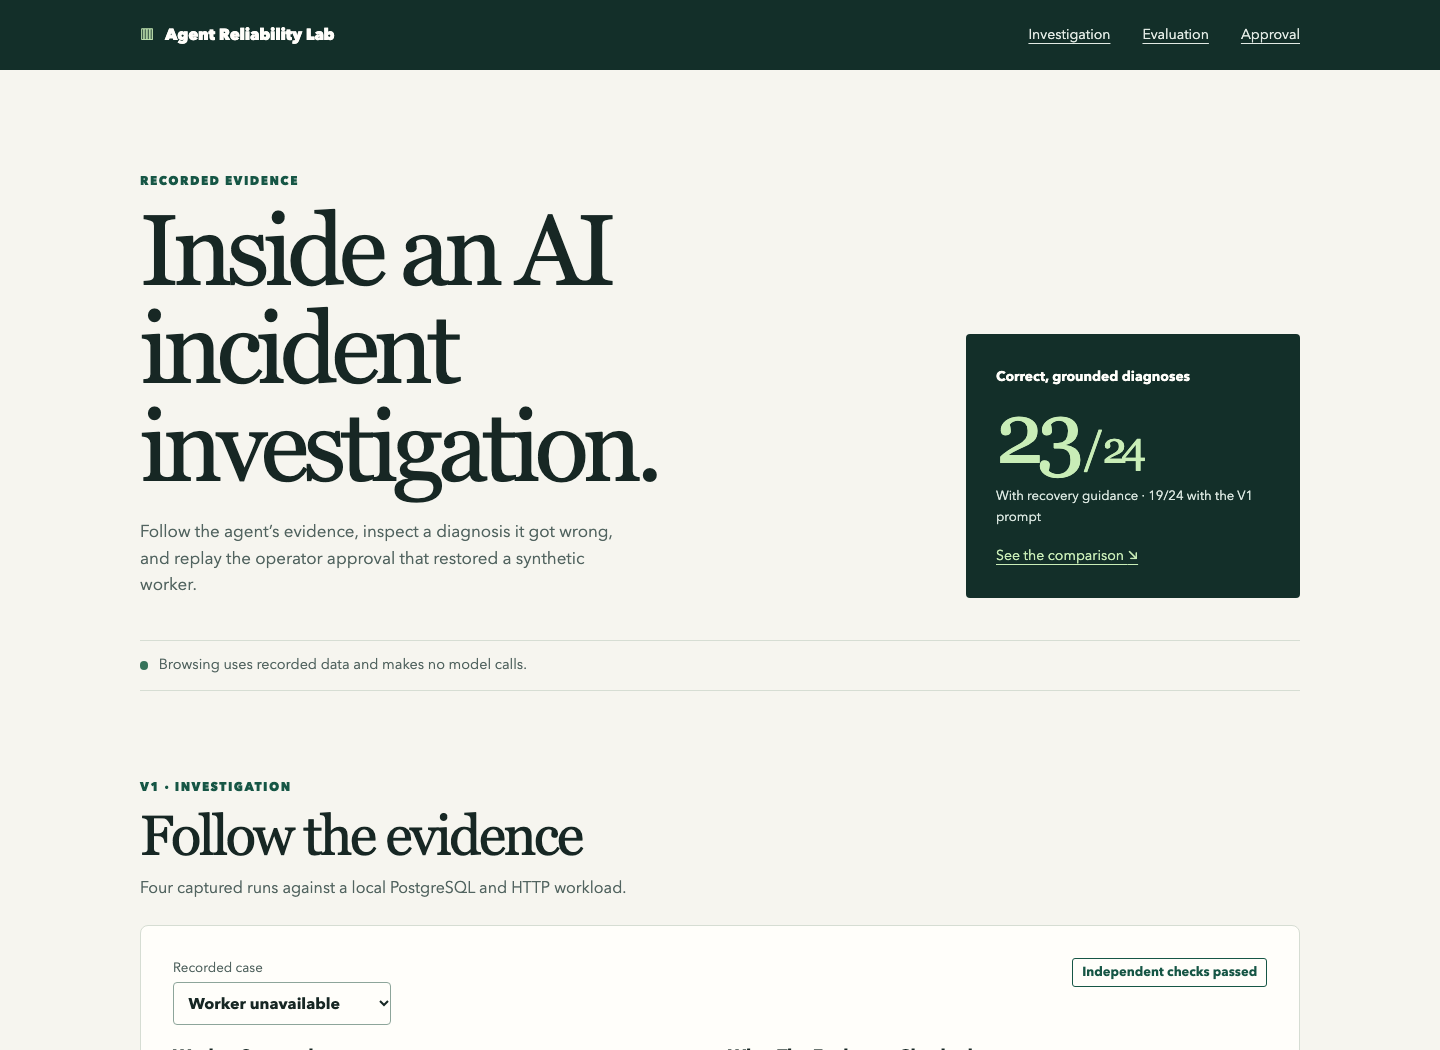 Agent Reliability Lab
Investigation
Evaluation
Approval
RECORDED EVIDENCE
Inside an AI
incident
investigation.
Follow the agent’s evidence, inspect a diagnosis it got wrong,
and replay the operator approval that restored a synthetic
worker.
Correct, grounded diagnoses
23/24
With recovery guidance · 19/24 with the V1
prompt
See the comparison ↘
Browsing uses recorded data and makes no model calls.
V1 · INVESTIGATION
Follow the evidence
Four captured runs against a local PostgreSQL and HTTP workload.
Recorded case
Independent checks passed
Worker unavailable